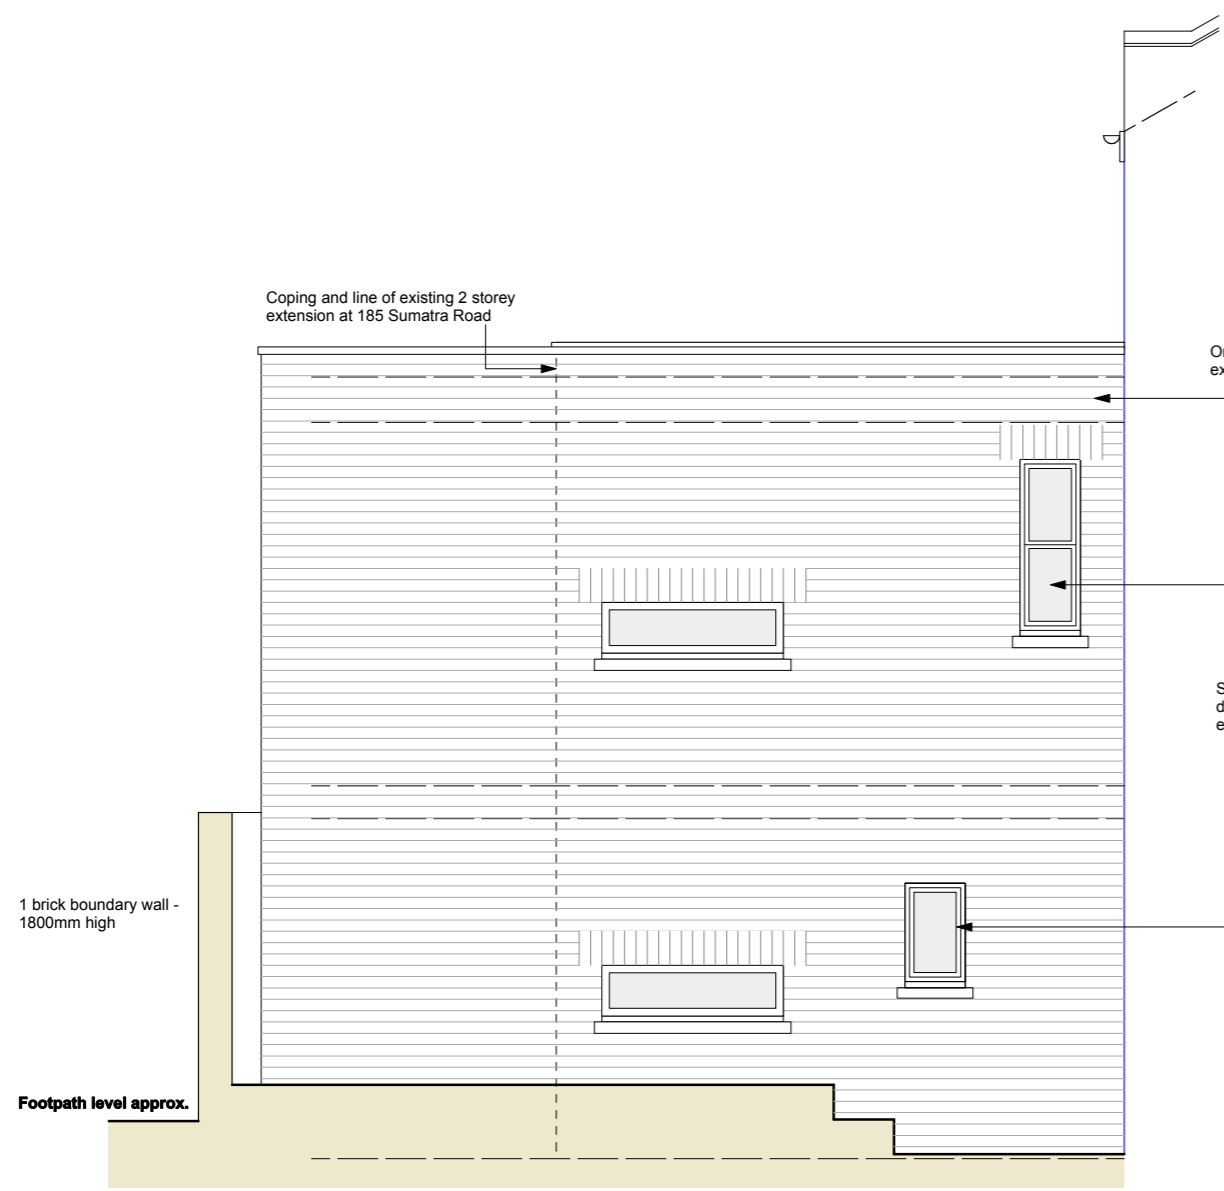 Coping and line of existing 2 storey
extension at 185 Sumatra Road
1 brick boundary wall -
1800mm high
Footpath level approx.